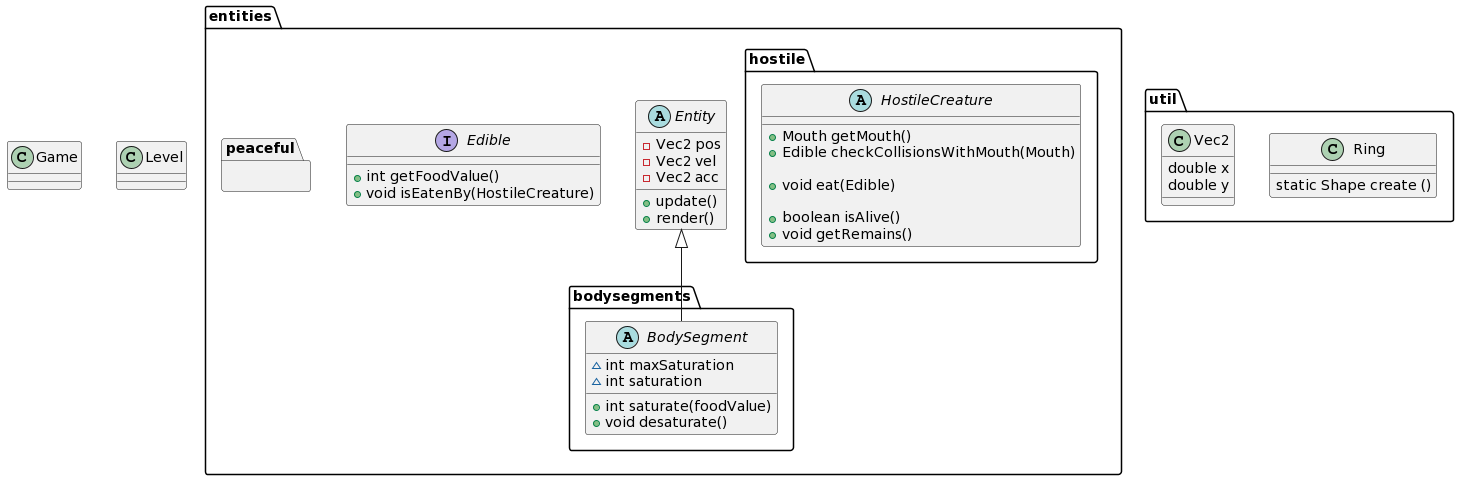 entities
hostile
A HostileCreature
Mouth getMouth()
Edible checkCollisionsWithMouth(Mouth)
void eat(Edible)
boolean isAlive()
void getRemains()
util
C Vec2
double x
double y
C Ring
static Shape create ()
C Game
C Level
peaceful
I Edible
int getFoodValue()
void isEatenBy(HostileCreature)
A Entity
Vec2 pos
Vec2 vel
Vec2 acc
update()
render()
bodysegments
A BodySegment
int maxSaturation
int saturation
int saturate(foodValue)
void desaturate()